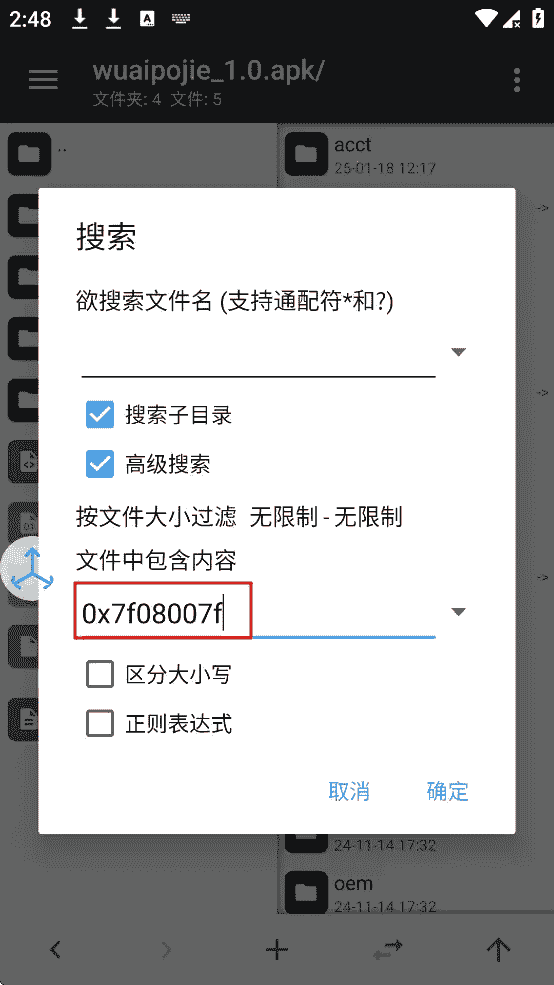 2:48
A
wuaipojie_1.0.apk/
文件夹: 4 文件: 5
..
acct
25-01-18 12:17
->
搜索
欲搜索文件名 (支持通配符*和?)
搜索子目录
高级搜索
->
按文件大小过滤 无限制 - 无限制
文件中包含内容
->
0x7f08007f
区分大小写
正则表达式
取消 确定
24-11-14 17:32
oem
24-11-14 17:32